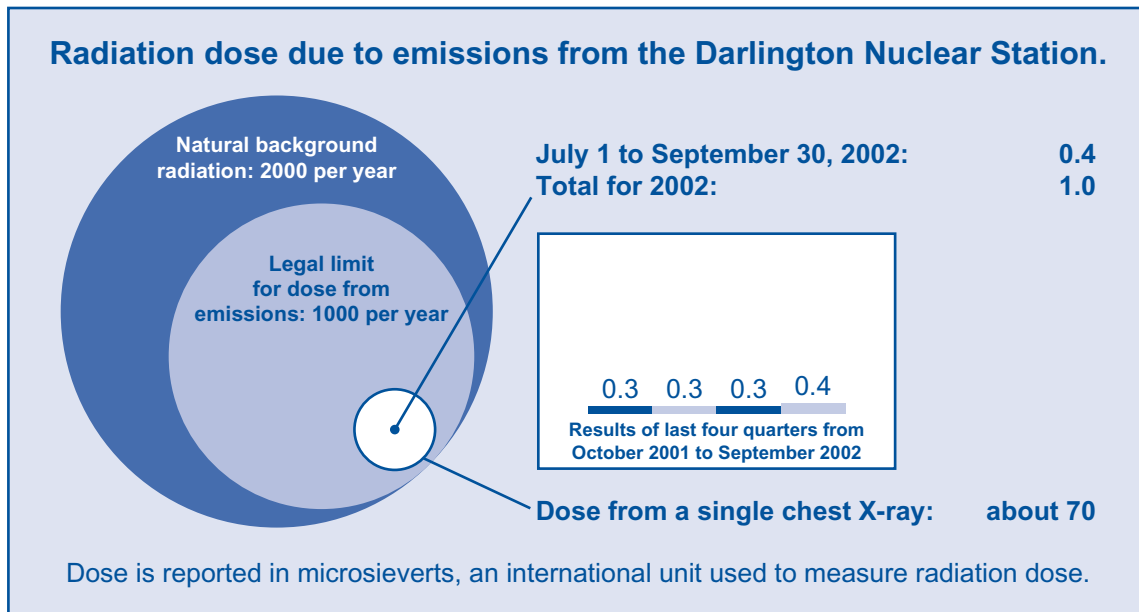 Radiation dose due to emissions from the Darlington Nuclear Station.
Natural background
radiation: 2000 per year
Legal limit
for dose from
emissions: 1000 per year
July 1 to September 30, 2002: 0.4
Total for 2002: 1.0
0.3 0.3 0.3 0.4
Results of last four quarters from
October 2001 to September 2002
Dose from a single chest X-ray: about 70
Dose is reported in microsieverts, an international unit used to measure radiation dose.